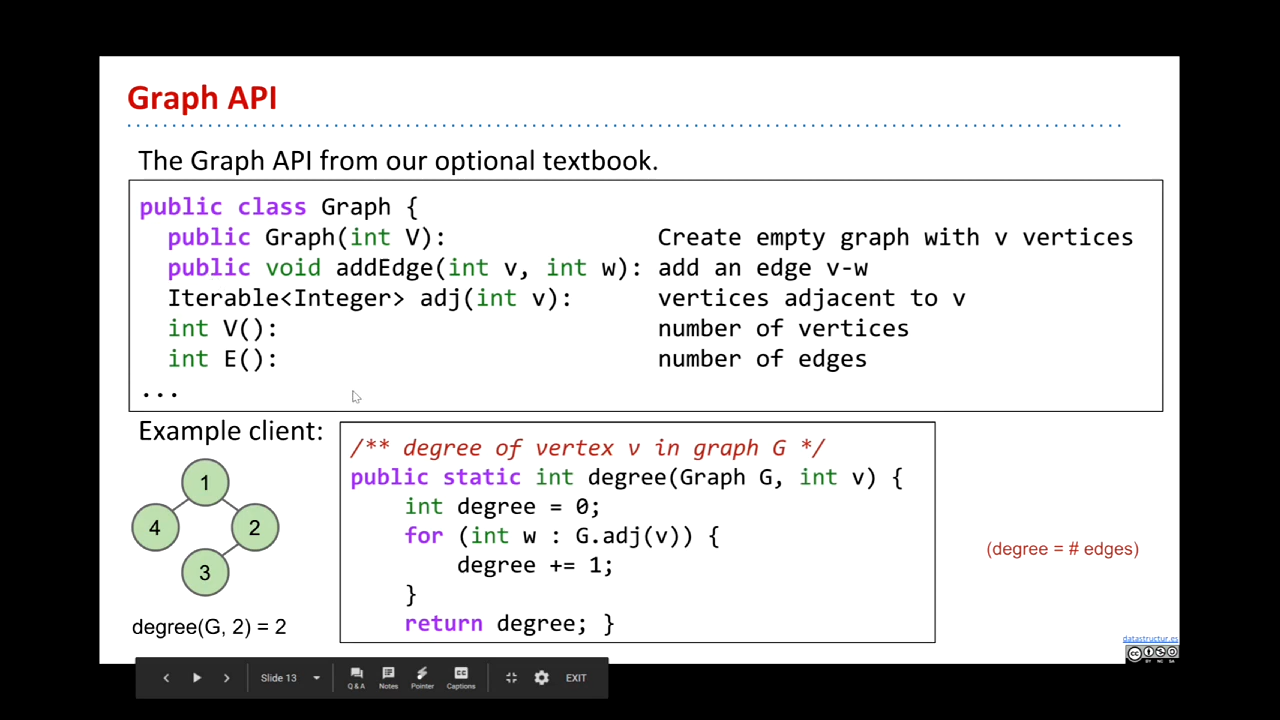 Graph API
The Graph API from our optional textbook.
public class Graph {
public Graph(int V): Create empty graph with v vertices
public void addEdge(int v, int w): add an edge v-w
Iterable<Integer> adj(int v): vertices adjacent to v
int V(): number of vertices
int E(): number of edges
...
Example client:
1
4
2
3
degree(G, 2) = 2
/** degree of vertex v in graph G */
public static int degree(Graph G, int v) {
int degree = 0;
for (int w : G.adj(v)) {
degree += 1;
}
return degree; }
(degree = # edges)
datastructur.es
CC BY NC SA
Slide 13
Q & A
Notes
Pointer
Captions
EXIT